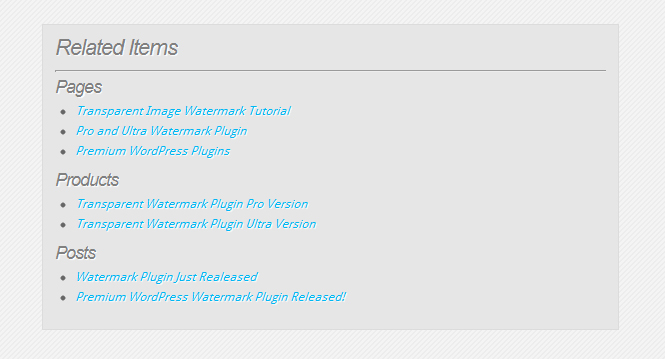 Related Items
Pages
Transparent Image Watermark Tutorial
Pro and Ultra Watermark Plugin
Premium WordPress Plugins
Products
Transparent Watermark Plugin Pro Version
Transparent Watermark Plugin Ultra Version
Posts
Watermark Plugin Just Realeased
Premium WordPress Watermark Plugin Released!